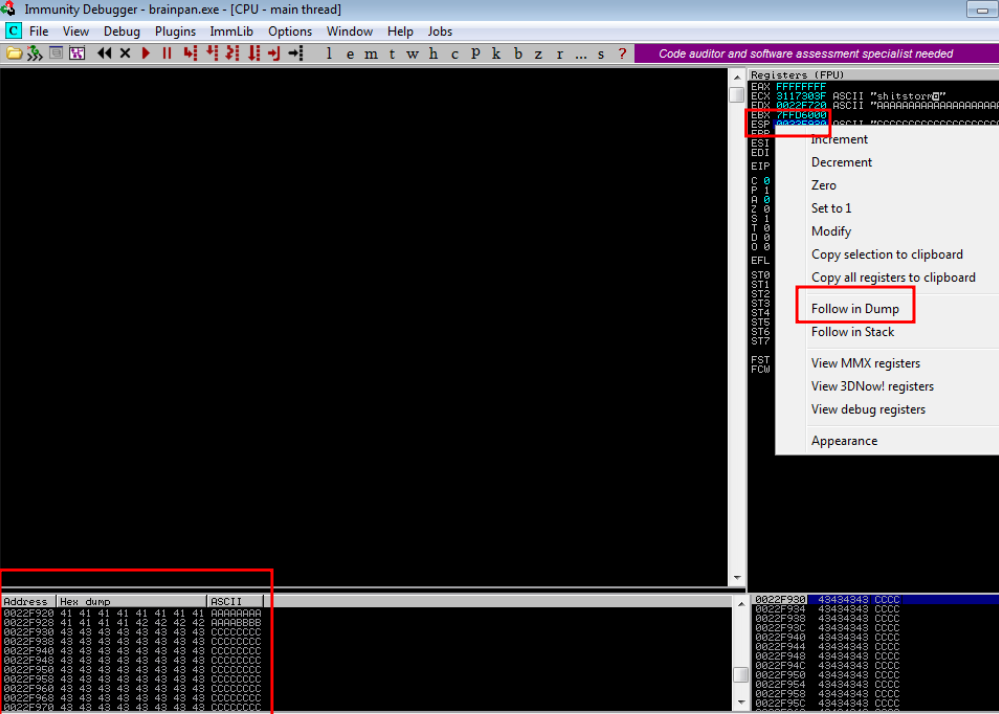 Immunity Debugger - brainpan.exe - [CPU - main thread]
C File View Debug Plugins ImmLib Options Window Help Jobs
l e m t w h c P k b z r ... s ? Code auditor and software assessment specialist needed
Registers (FPU)
EAX FFFFFFFF
ECX 3117303F ASCII "shitstorm
EDX 0022F720 ASCII "AAAAAAAAAAAAAAAAAAAA
EBX 7FFD6000
ESP 0022F930 ASCII "CCCCCCCCCCCCCCCCCCCC
EBP
ESI
EDI
EIP
C 0
P 1
A 0
Z 0
S 1
T 0
D 0
O 0
EFL
ST0
ST1
ST2
ST3
ST4
ST5
ST6
ST7
FST
FCW
Increment
Decrement
Zero
Set to 1
Modify
Copy selection to clipboard
Copy all registers to clipboard
Follow in Dump
Follow in Stack
View MMX registers
View 3DNow! registers
View debug registers
Appearance
Address Hex dump ASCII
0022F920 41 41 41 41 41 41 41 41 AAAAAAAA
0022F928 41 41 41 41 42 42 42 42 AAAABBBB
0022F930 43 43 43 43 43 43 43 43 CCCCCCCC
0022F938 43 43 43 43 43 43 43 43 CCCCCCCC
0022F940 43 43 43 43 43 43 43 43 CCCCCCCC
0022F948 43 43 43 43 43 43 43 43 CCCCCCCC
0022F950 43 43 43 43 43 43 43 43 CCCCCCCC
0022F958 43 43 43 43 43 43 43 43 CCCCCCCC
0022F960 43 43 43 43 43 43 43 43 CCCCCCCC
0022F968 43 43 43 43 43 43 43 43 CCCCCCCC
0022F970 43 43 43 43 43 43 43 43 CCCCCCCC
0022F930 43434343 CCCC
0022F934 43434343 CCCC
0022F938 43434343 CCCC
0022F93C 43434343 CCCC
0022F940 43434343 CCCC
0022F944 43434343 CCCC
0022F948 43434343 CCCC
0022F94C 43434343 CCCC
0022F950 43434343 CCCC
0022F954 43434343 CCCC
0022F958 43434343 CCCC
0022F95C 43434343 CCCC